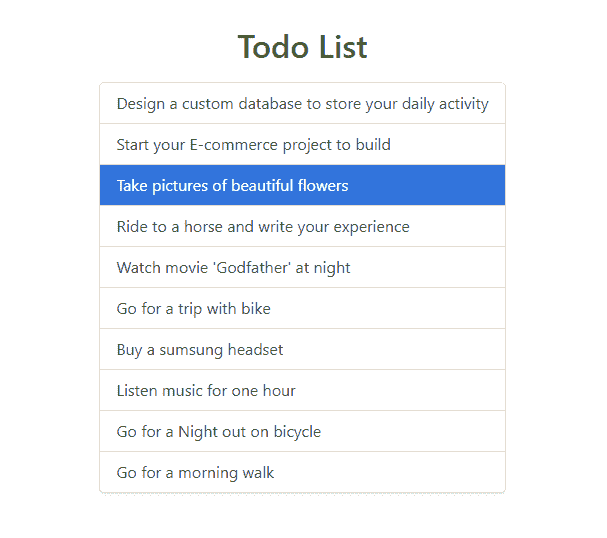 Todo List
Design a custom database to store your daily activity
Start your E-commerce project to build
Take pictures of beautiful flowers
Ride to a horse and write your experience
Watch movie 'Godfather' at night
Go for a trip with bike
Buy a sumsung headset
Listen music for one hour
Go for a Night out on bicycle
Go for a morning walk